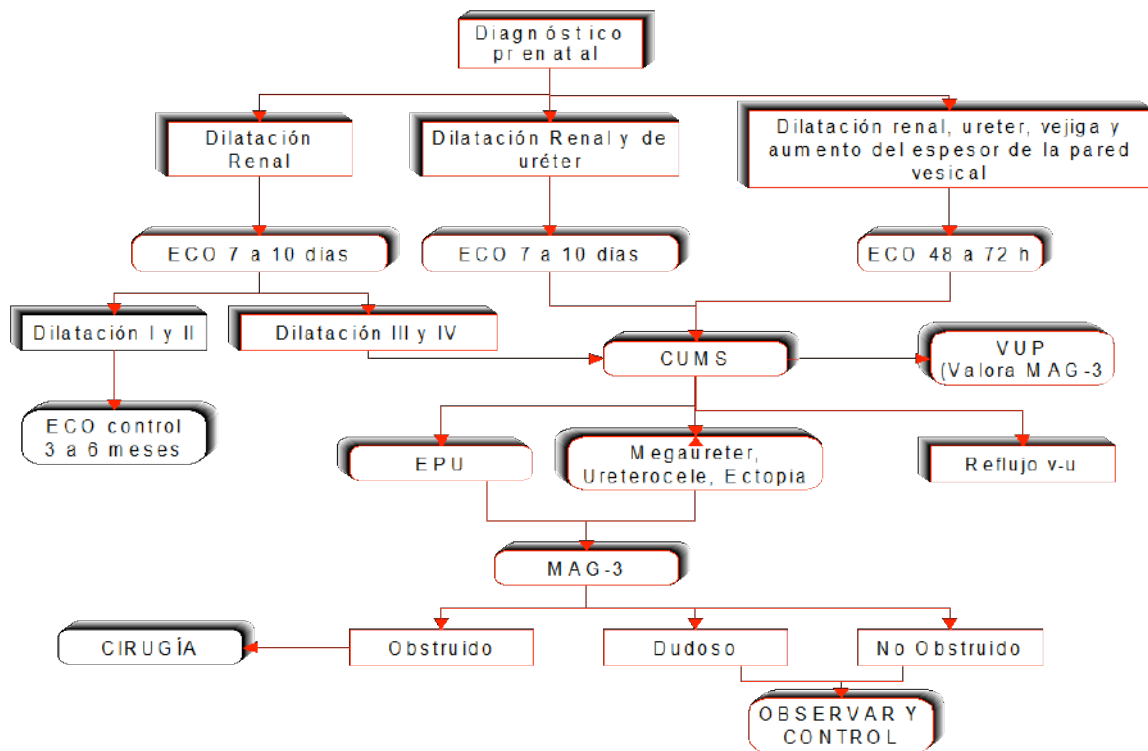 Diagnóstico
prenatal
Dilatación
Renal
Dilatación Renal y de
uréter
Dilatación renal, ureter, vejiga y
aumento del espesor de la pared
vesical
ECO 7 a 10 días
ECO 7 a 10 días
ECO 48 a 72 h
Dilatación I y II
Dilatación III y IV
CUMS
VUP
(Valora MAG-3
ECO control
3 a 6 meses
EPU
Megaureter,
Ureterocele, Ectopia
Reflujo v-u
MAG-3
CIRUGÍA
Obstruido
Dudoso
No Obstruido
OBSERVAR Y
CONTROL